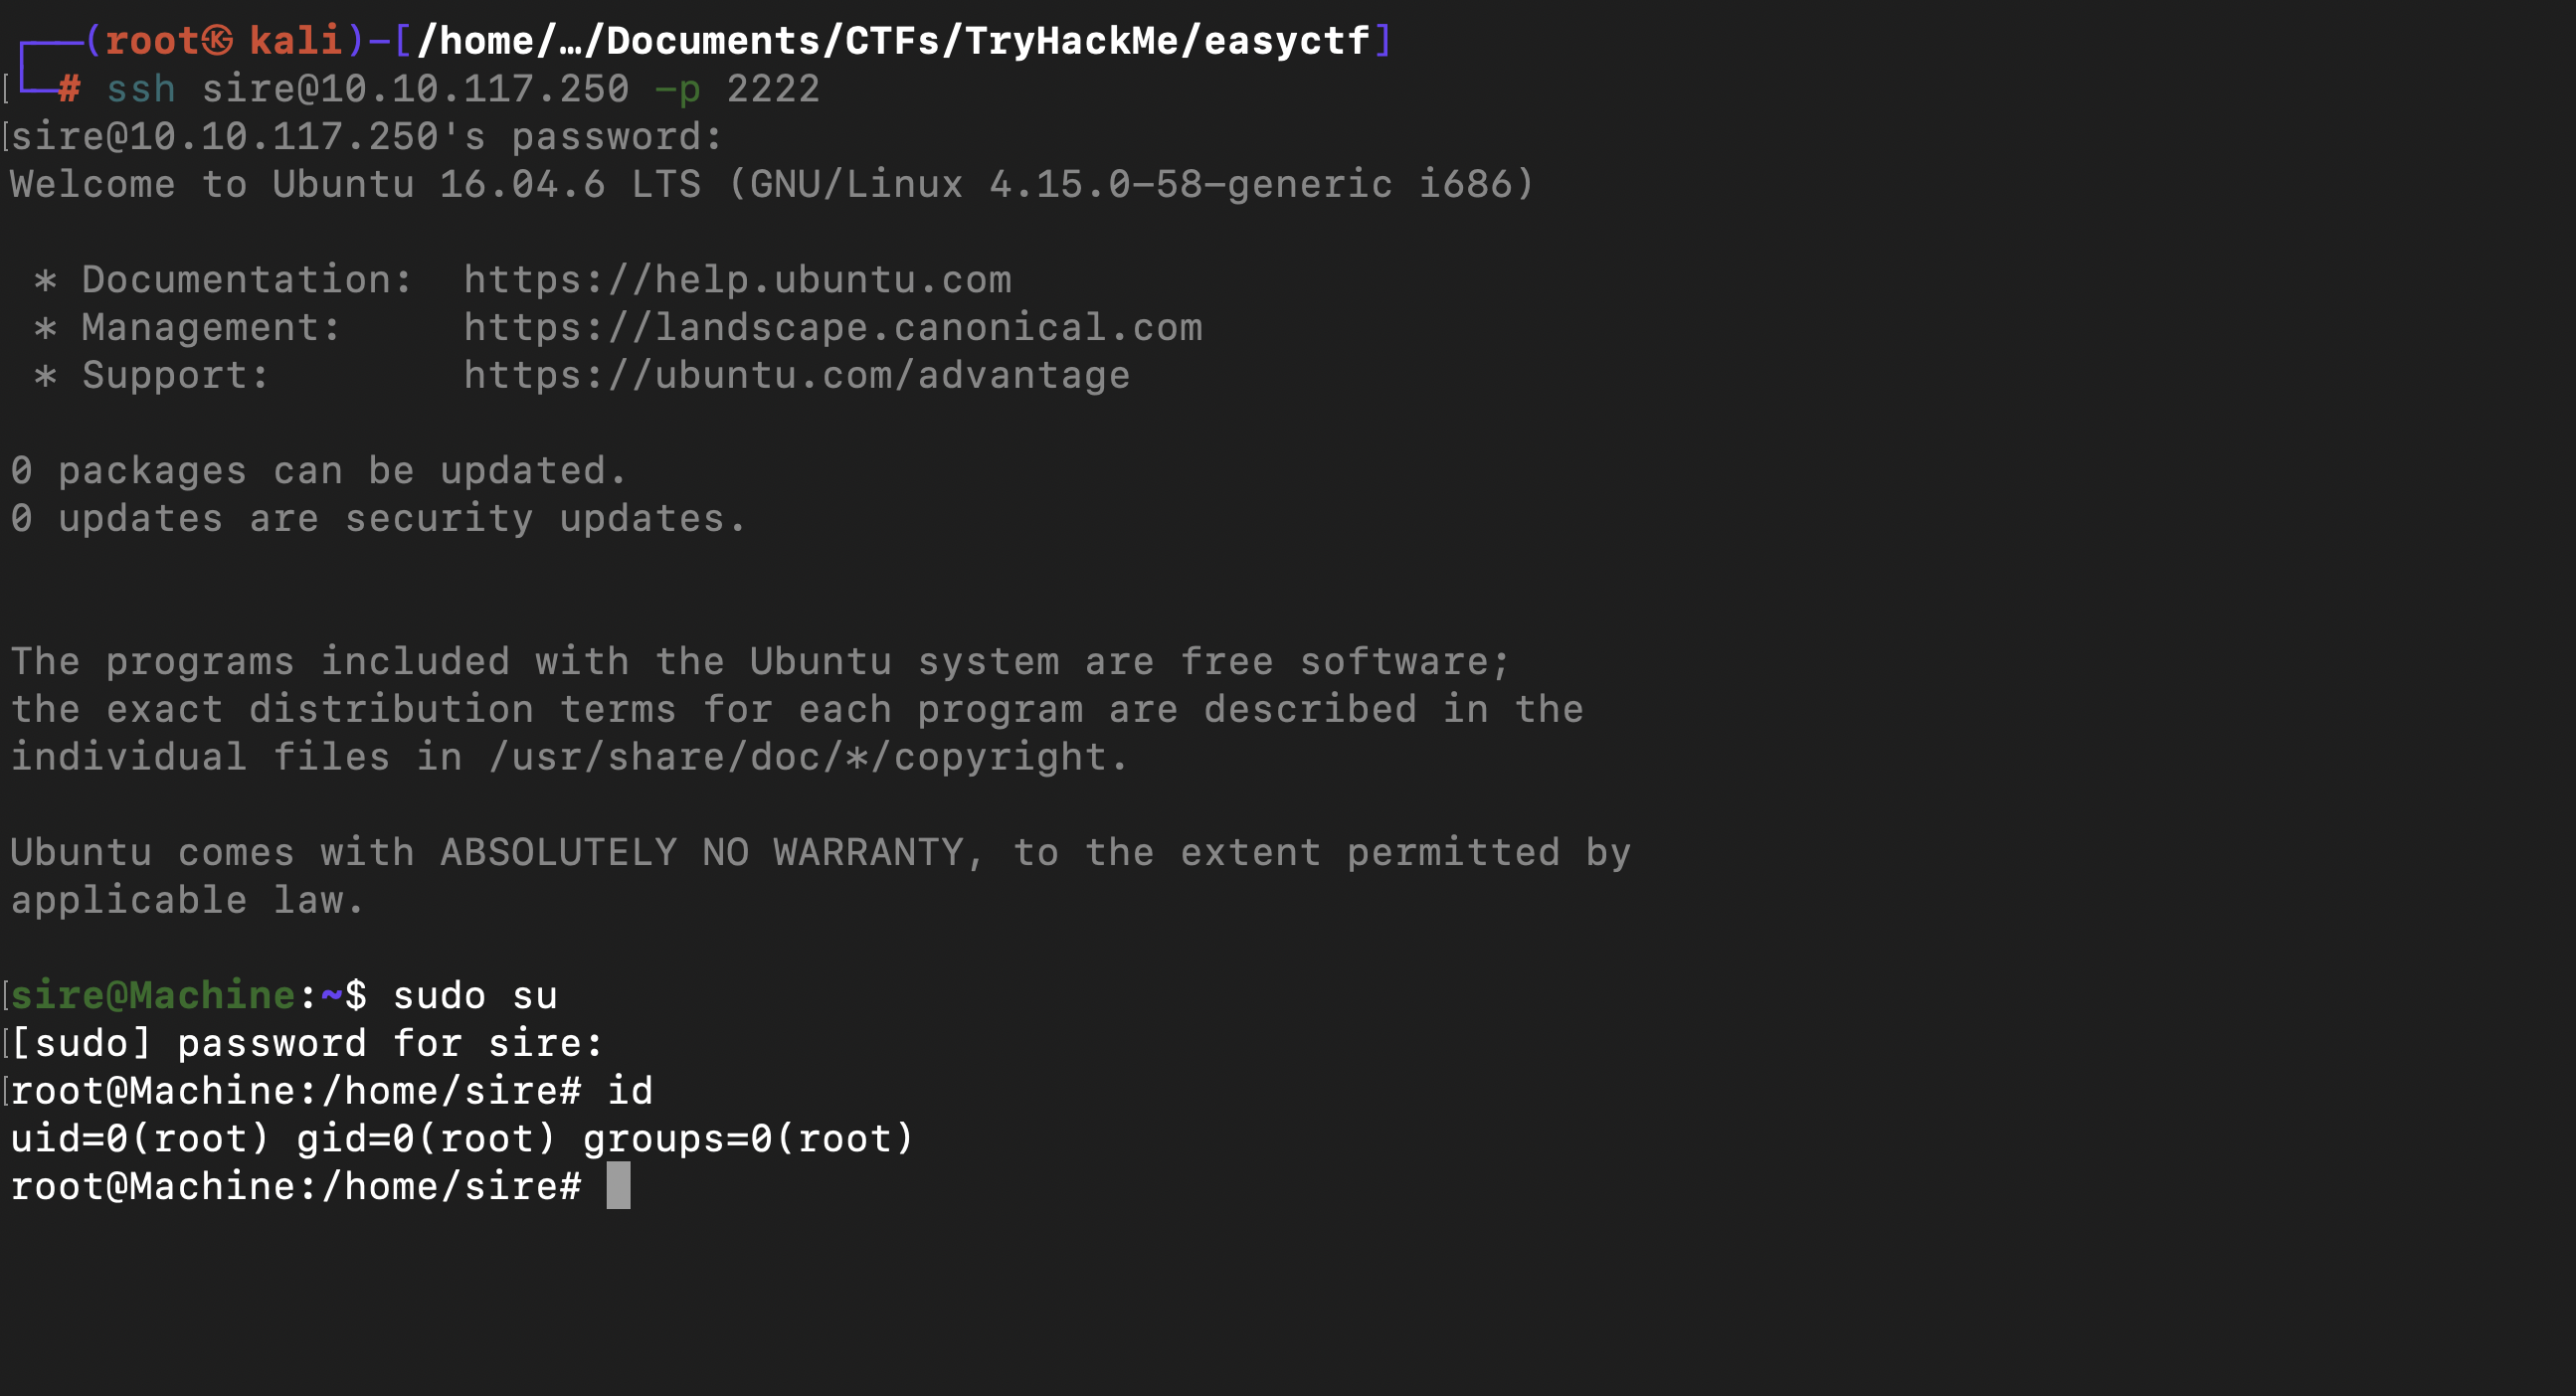 ┌──(root㉿kali)-[/home/…/Documents/CTFs/TryHackMe/easyctf]
└─# ssh sire@10.10.117.250 -p 2222
sire@10.10.117.250's password:
Welcome to Ubuntu 16.04.6 LTS (GNU/Linux 4.15.0-58-generic i686)
 * Documentation:  https://help.ubuntu.com
 * Management:     https://landscape.canonical.com
 * Support:        https://ubuntu.com/advantage
0 packages can be updated.
0 updates are security updates.
The programs included with the Ubuntu system are free software;
the exact distribution terms for each program are described in the
individual files in /usr/share/doc/*/copyright.
Ubuntu comes with ABSOLUTELY NO WARRANTY, to the extent permitted by
applicable law.
sire@Machine:~$ sudo su
[sudo] password for sire:
root@Machine:/home/sire# id
uid=0(root) gid=0(root) groups=0(root)
root@Machine:/home/sire#